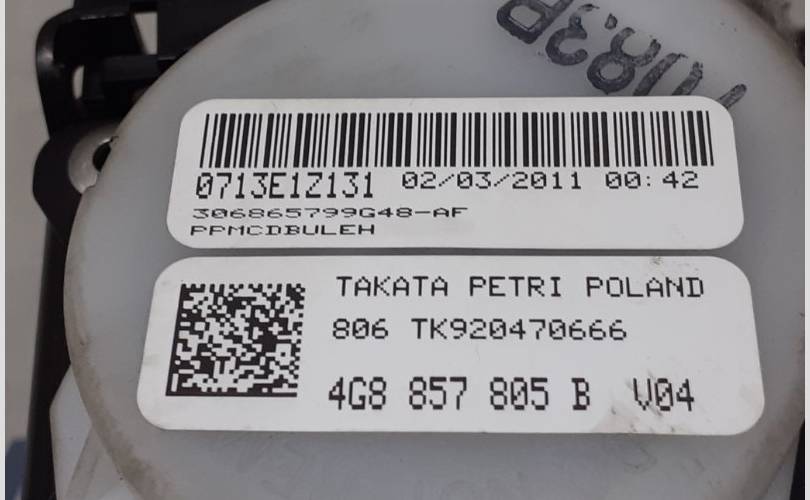 0713E1Z131 02/03/2011 00:42
306865799G48-AF
PPMCDBULEH
TAKATA PETRI POLAND
806 TK920470666
4G8 857 805 B V04